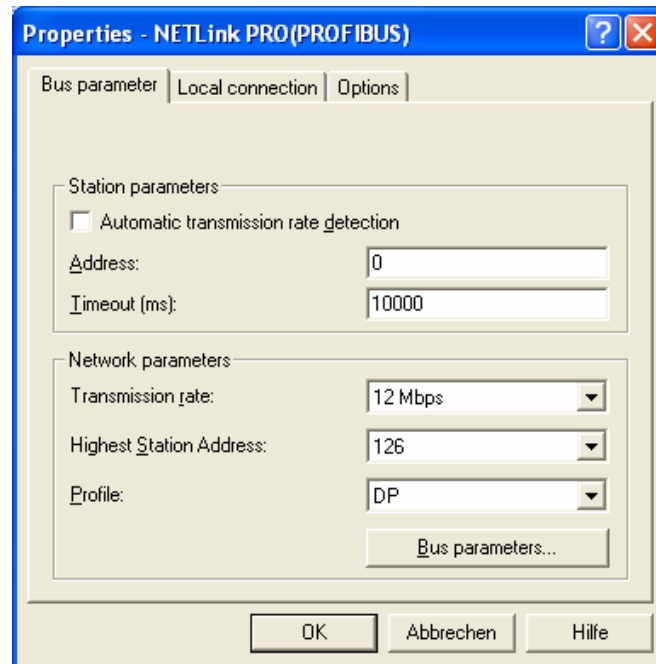 Properties - NETLink PRO(PROFIBUS)
Bus parameter Local connection Options
Station parameters
Automatic transmission rate detection
Address: 0
Timeout (ms): 10000
Network parameters
Transmission rate: 12 Mbps
Highest Station Address: 126
Profile: DP
Bus parameters...
OK Abbrechen Hilfe